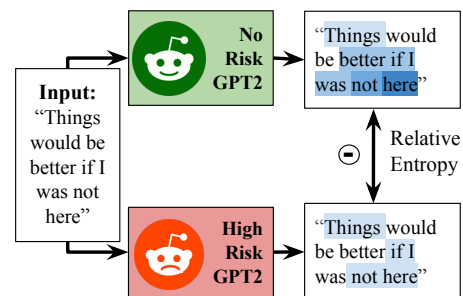 Input:
“Things
would be
better if I
was not
here”
No
Risk
GPT2
“Things would
be better if I
was not here”
Relative
Entropy
High
Risk
GPT2
“Things would
be better if I
was not here”